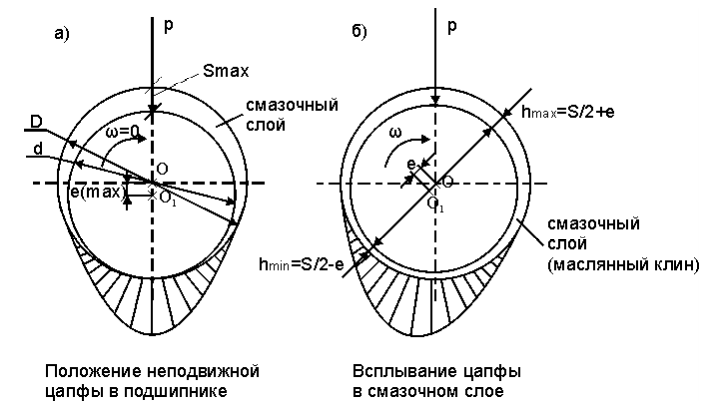 а)
p
Smax
смазочный
слой
D
d
ω=0
O
e(max)
O1
б)
p
hmax=S/2+e
ω
e
O
O1
смазочный
слой
(маслянный клин)
hmin=S/2-e
Положение неподвижной
цапфы в подшипнике
Всплывание цапфы
в смазочном слое